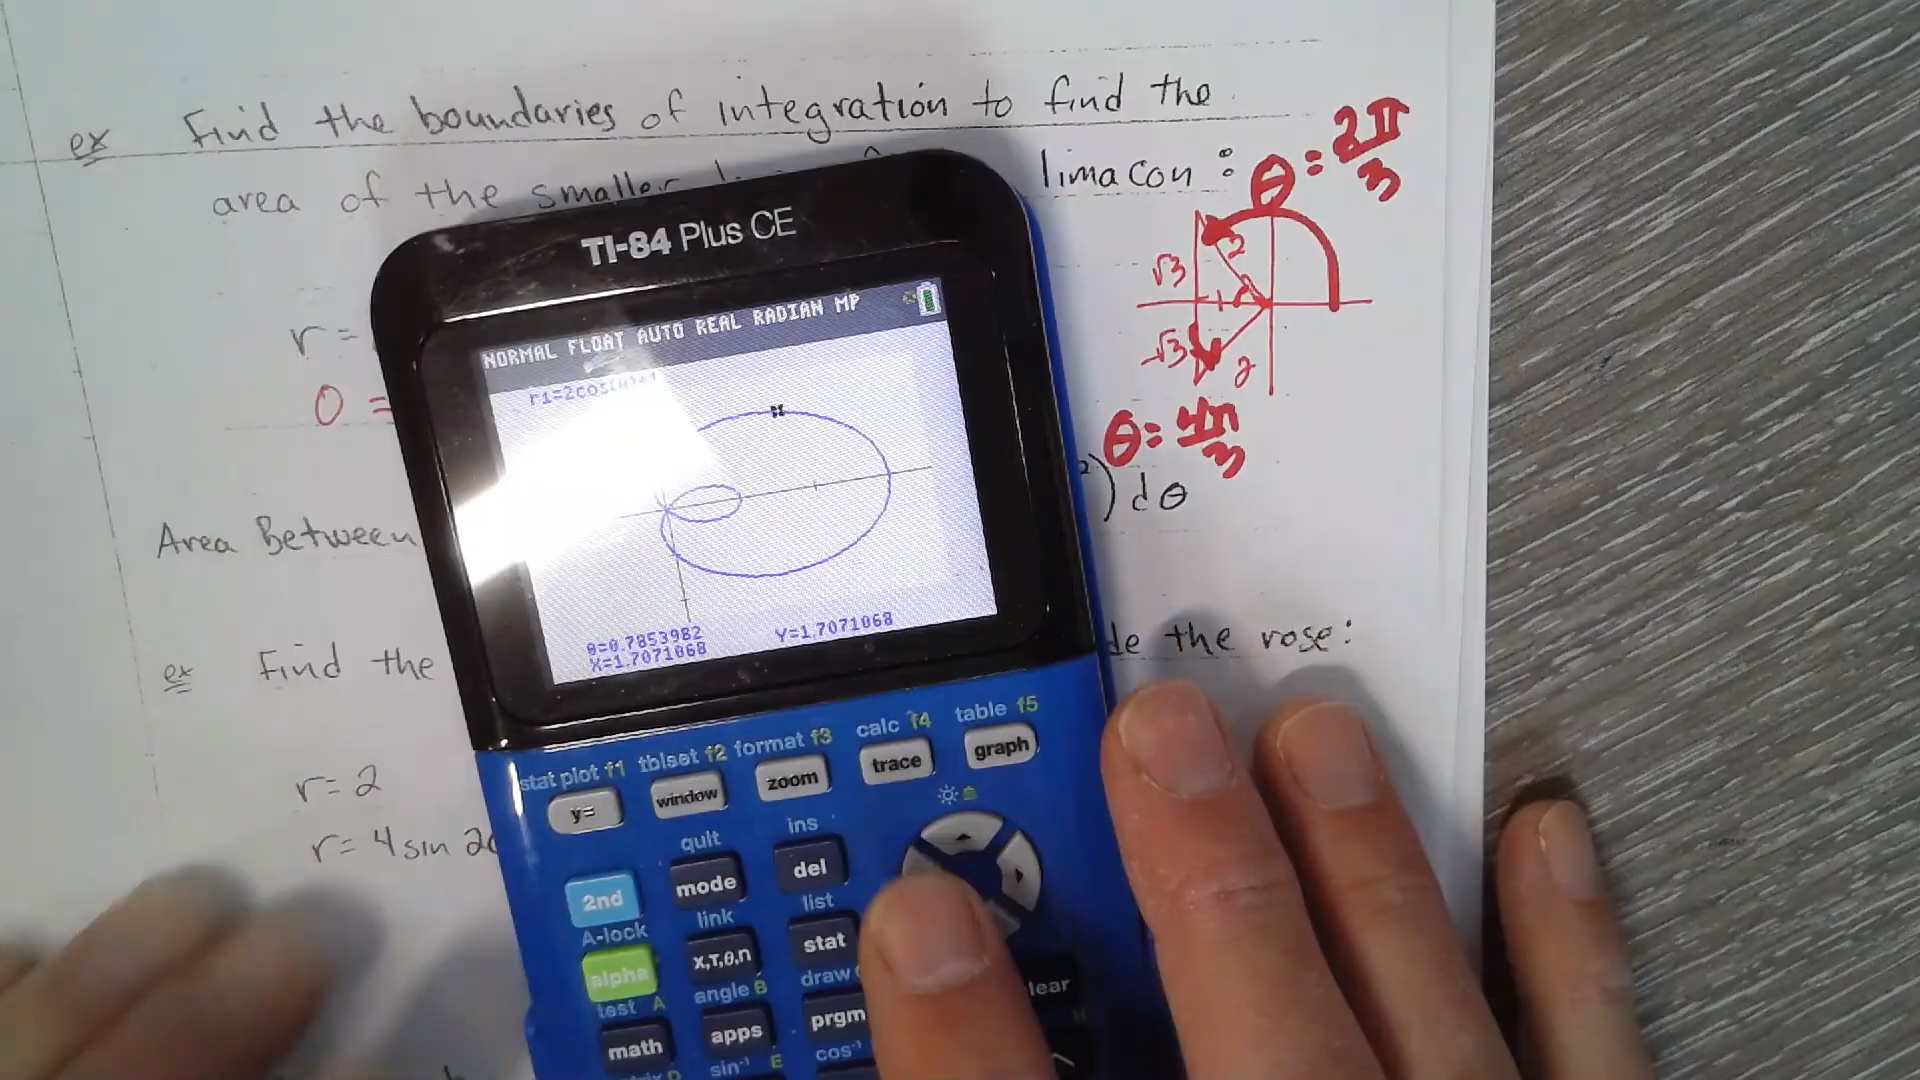 ex Find the boundaries of integration to find the
area of the smaller limacon :
θ = 2π/3
r =
0 =
√3 2
1
-√3 2
θ = 4π/3
²) dθ
Area Between
ex Find the de the rose:
r = 2
r = 4 sin 2
TI-84 Plus CE
NORMAL FLOAT AUTO REAL RADIAN MP
r1=2cos(θ)+1
θ=0.7853982
X=1.7071068 Y=1.7071068
stat plot f1 tblset f2 format f3 calc f4 table f5
y= window zoom trace graph
quit ins
2nd mode del
A-lock link list
alpha X,T,θ,n stat
test A angle B draw
math apps prgm
lear
sin⁻¹ E cos⁻¹
D
H